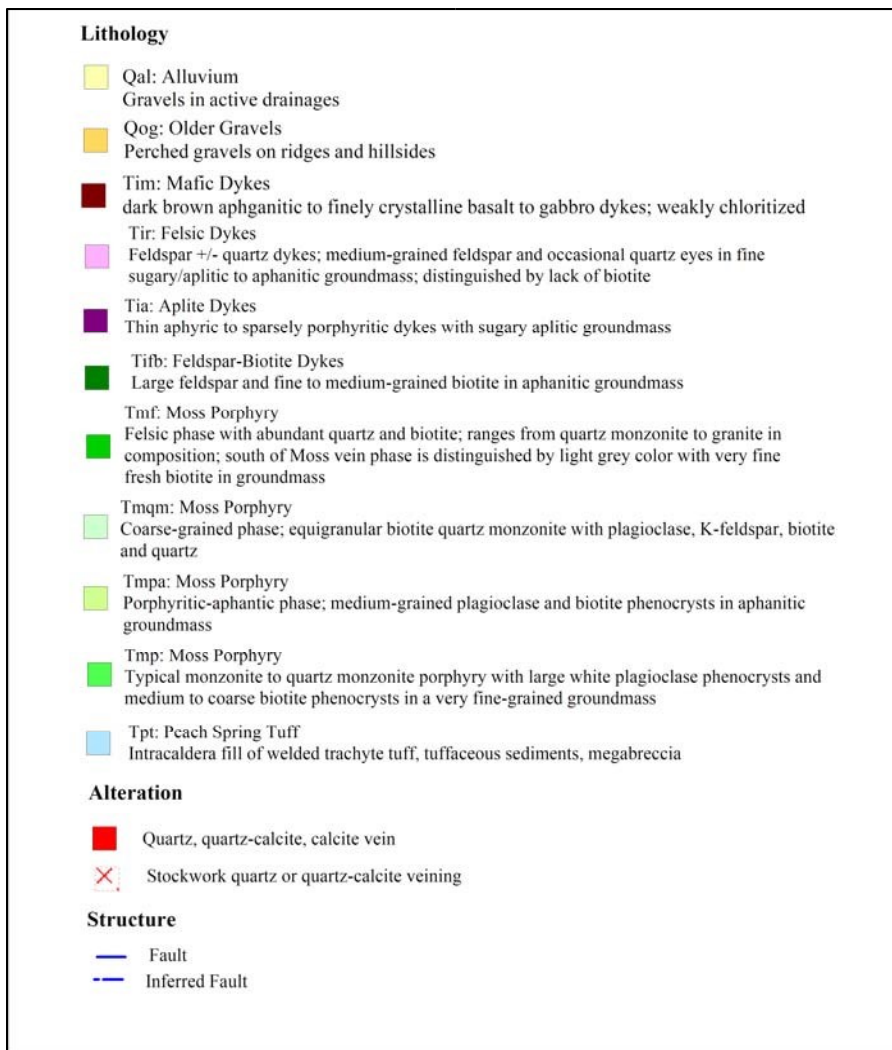 Lithology
Qal: Alluvium
Gravels in active drainages
Qog: Older Gravels
Perched gravels on ridges and hillsides
Tim: Mafic Dykes
dark brown aphganitic to finely crystalline basalt to gabbro dykes; weakly chloritized
Tir: Felsic Dykes
Feldspar +/- quartz dykes; medium-grained feldspar and occasional quartz eyes in fine
sugary/aplitic to aphanitic groundmass; distinguished by lack of biotite
Tia: Aplite Dykes
Thin aphyric to sparsely porphyritic dykes with sugary aplitic groundmass
Tifb: Feldspar-Biotite Dykes
Large feldspar and fine to medium-grained biotite in aphanitic groundmass
Tmf: Moss Porphyry
Felsic phase with abundant quartz and biotite; ranges from quartz monzonite to granite in
composition; south of Moss vein phase is distinguished by light grey color with very fine
fresh biotite in groundmass
Tmqm: Moss Porphyry
Coarse-grained phase; equigranular biotite quartz monzonite with plagioclase, K-feldspar, biotite
and quartz
Tmpa: Moss Porphyry
Porphyritic-aphantic phase; medium-grained plagioclase and biotite phenocrysts in aphanitic
groundmass
Tmp: Moss Porphyry
Typical monzonite to quartz monzonite porphyry with large white plagioclase phenocrysts and
medium to coarse biotite phenocrysts in a very fine-grained groundmass
Tpt: Peach Spring Tuff
Intracaldera fill of welded trachyte tuff, tuffaceous sediments, megabreccia
Alteration
Quartz, quartz-calcite, calcite vein
Stockwork quartz or quartz-calcite veining
Structure
Fault
Inferred Fault